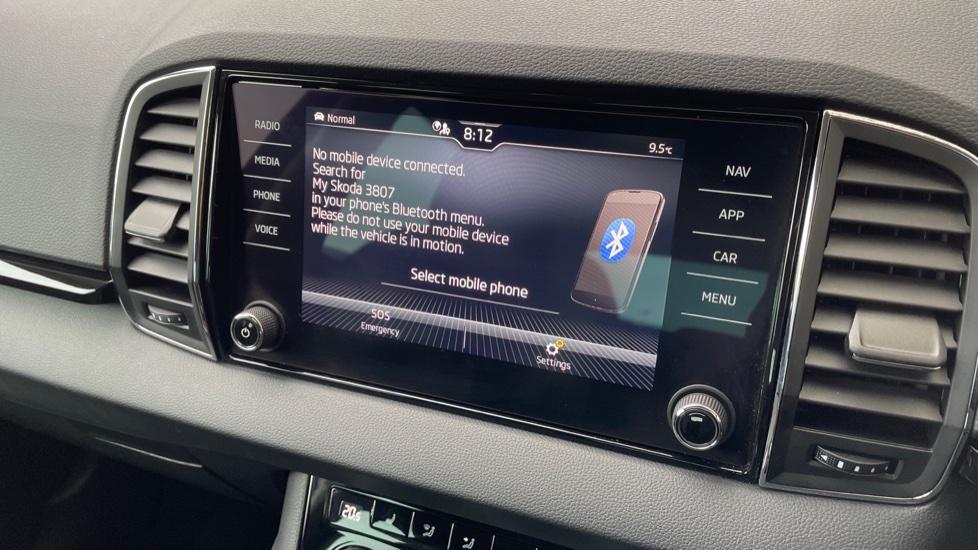 RADIO
MEDIA
PHONE
VOICE
Normal
8:12
9.5°C
No mobile device connected.
Search for
My Skoda 3807
in your phone's Bluetooth menu.
Please do not use your mobile device
while the vehicle is in motion.
Select mobile phone
SOS
Emergency
Settings
NAV
APP
CAR
MENU
20.5